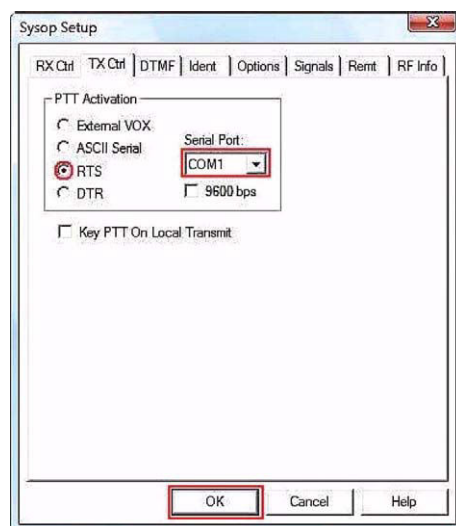 Sysop Setup
RX Ctrl TX Ctrl DTMF Ident Options Signals Remt RF Info
PTT Activation
External VOX
ASCII Serial
RTS
DTR
Serial Port:
COM1
9600 bps
Key PTT On Local Transmit
OK Cancel Help